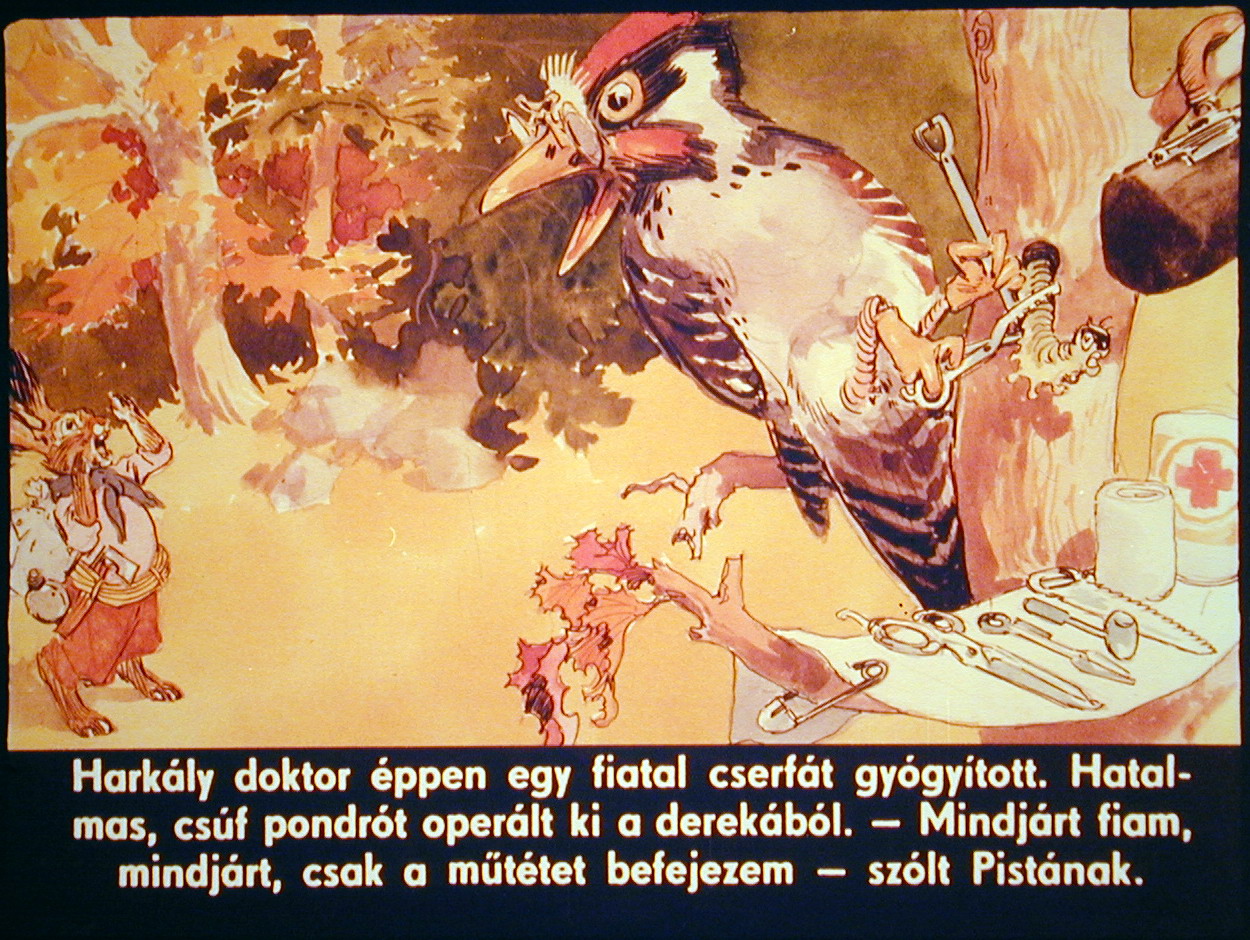 Harkály doktor éppen egy fiatal cserfát gyógyított. Hatal-
mas, csúf pondrót operált ki a derekából. — Mindjárt fiam,
mindjárt, csak a műtétet befejezem — szólt Pistának.